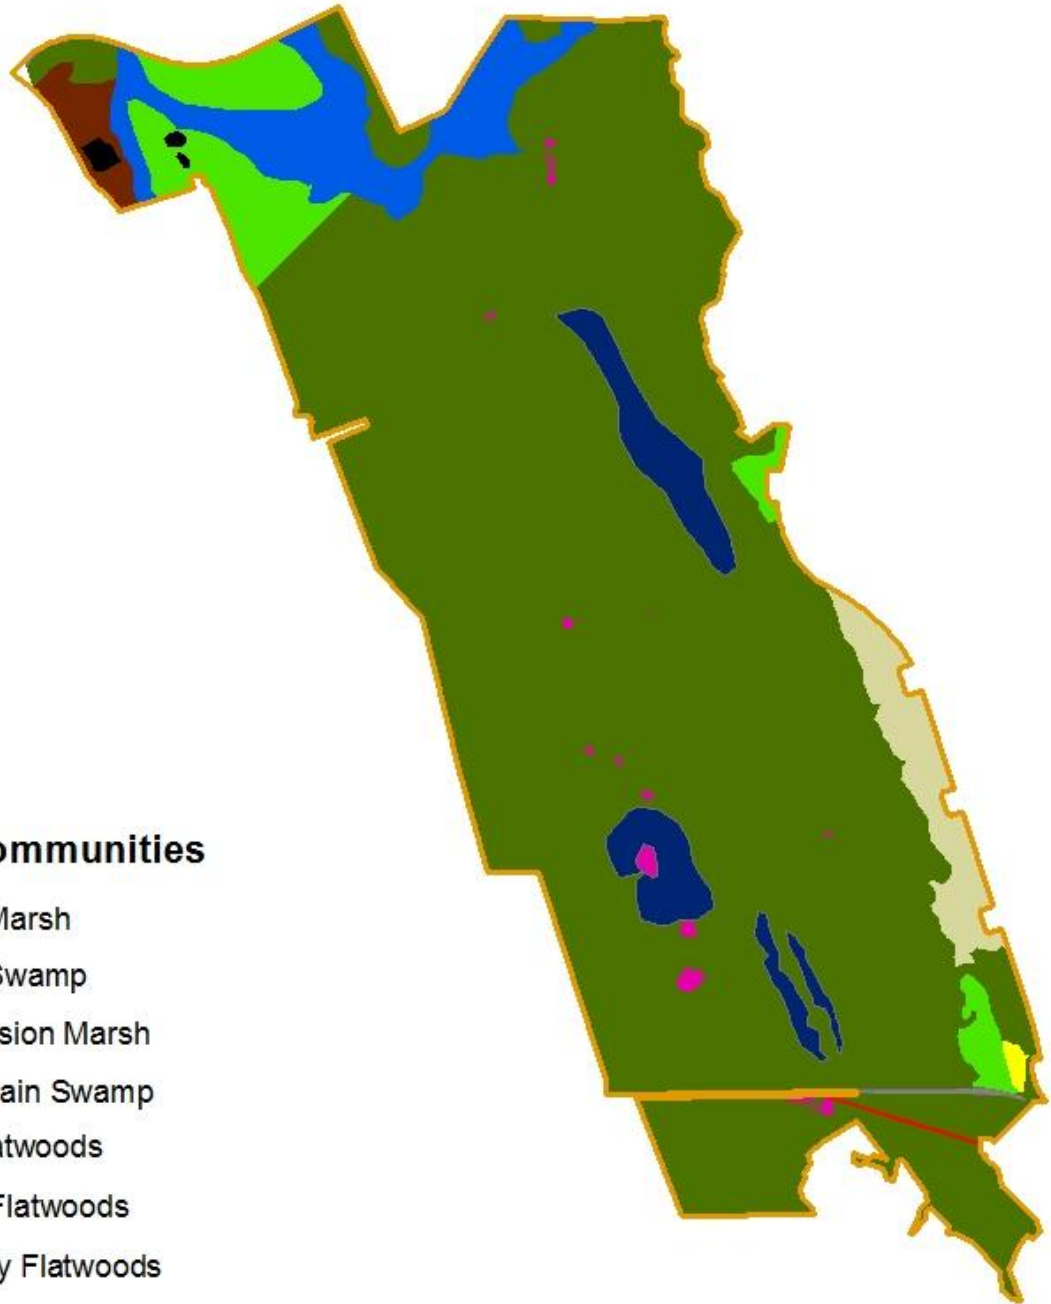 ommunities
Marsh
Swamp
sion Marsh
ain Swamp
atwoods
Flatwoods
y Flatwoods